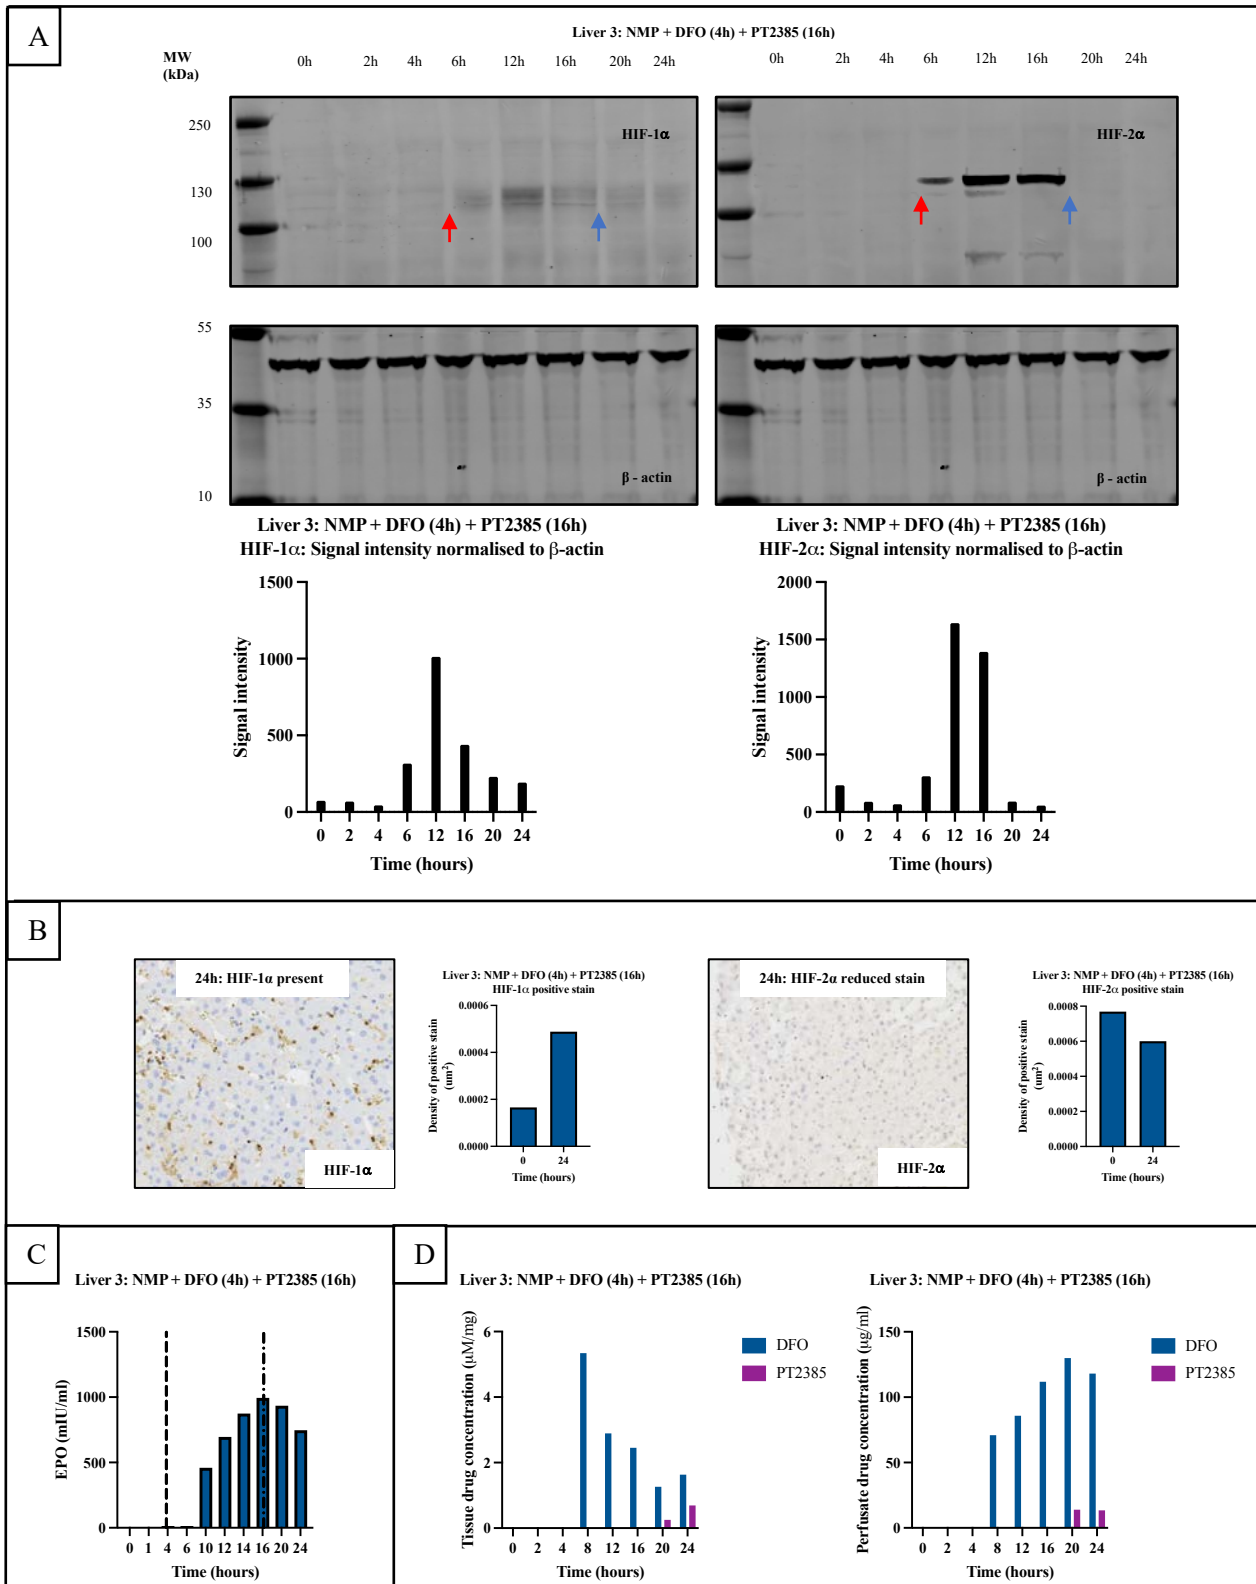 A
Liver 3: NMP + DFO (4h) + PT2385 (16h)
MW
(kDa)
0h 2h 4h 6h 12h 16h 20h 24h
0h 2h 4h 6h 12h 16h 20h 24h
250
130
100
HIF-1α
HIF-2α
55
35
10
β - actin
β - actin
Liver 3: NMP + DFO (4h) + PT2385 (16h)
HIF-1α: Signal intensity normalised to β-actin
1500
1000
500
0
Signal intensity
0 2 4 6 12 16 20 24
Time (hours)
Liver 3: NMP + DFO (4h) + PT2385 (16h)
HIF-2α: Signal intensity normalised to β-actin
2000
1500
1000
500
0
Signal intensity
0 2 4 6 12 16 20 24
Time (hours)
B
24h: HIF-1α present
HIF-1α
Liver 3: NMP + DFO (4h) + PT2385 (16h)
HIF-1α positive stain
0.0006
0.0004
0.0002
0.0000
Density of positive stain
(um²)
0 24
Time (hours)
24h: HIF-2α reduced stain
HIF-2α
Liver 3: NMP + DFO (4h) + PT2385 (16h)
HIF-2α positive stain
0.0008
0.0006
0.0004
0.0002
0.0000
Density of positive stain
(um²)
0 24
Time (hours)
C
Liver 3: NMP + DFO (4h) + PT2385 (16h)
1500
1000
500
0
EPO (mIU/ml)
0 1 4 6 10 12 14 16 20 24
Time (hours)
D
Liver 3: NMP + DFO (4h) + PT2385 (16h)
6
4
2
0
Tissue drug concentration (µM/mg)
0 2 4 8 12 16 20 24
Time (hours)
DFO
PT2385
Liver 3: NMP + DFO (4h) + PT2385 (16h)
150
100
50
0
Perfusate drug concentration (µg/ml)
0 2 4 8 12 16 20 24
Time (hours)
DFO
PT2385